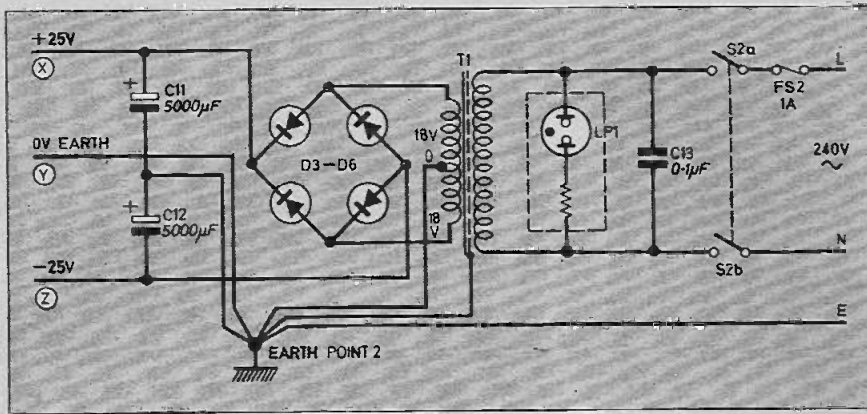 +25V
X
+
C11
5000µF
0V EARTH
Y
+
C12
5000µF
−25V
Z
D3—D6
18V
0
18
V
T1
LP1
C13
0·1µF
S2a
FS2
1A
L
240V
∼
N
S2b
E
EARTH POINT 2